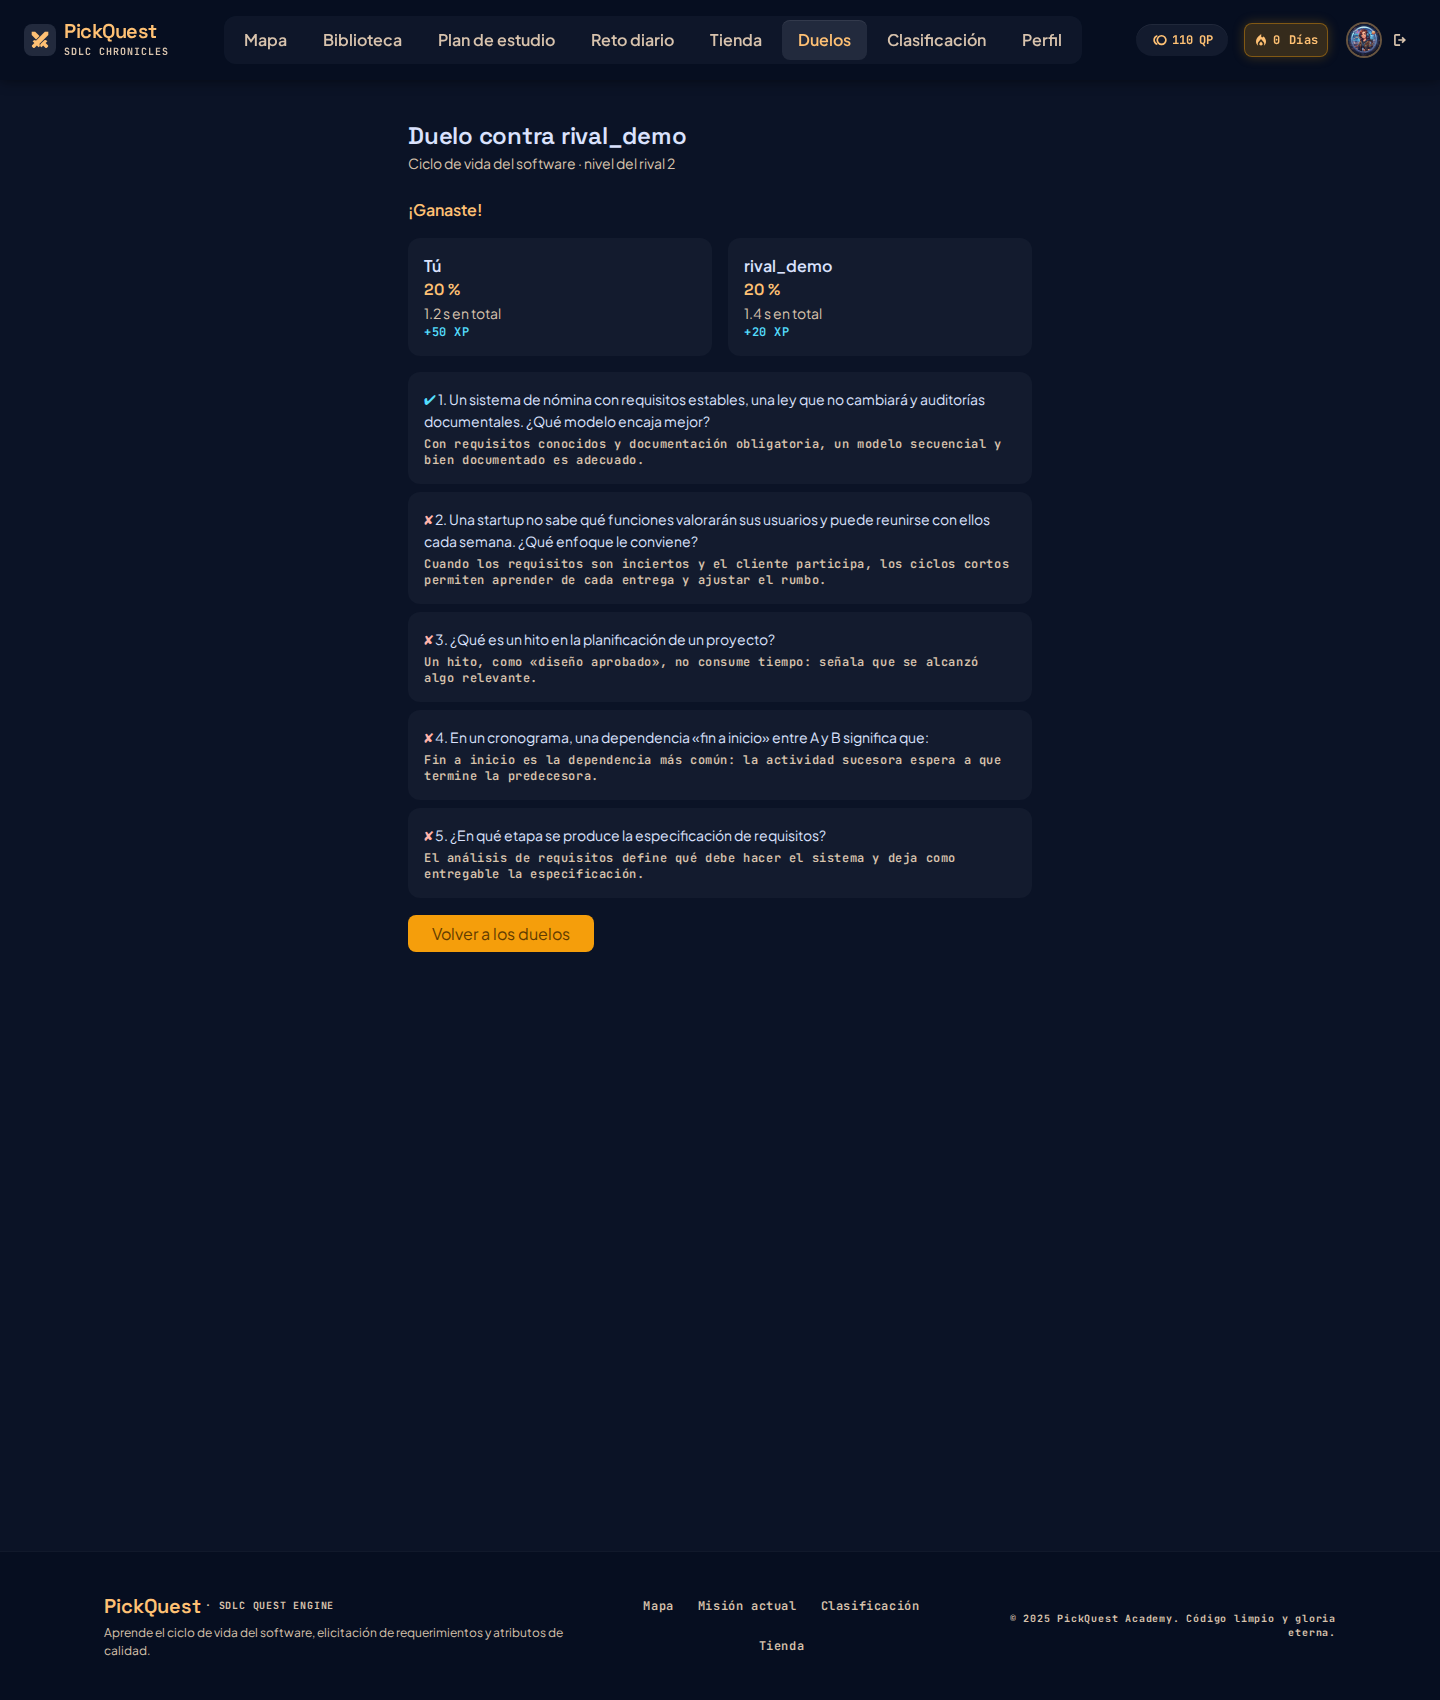 PickQuest
SDLC CHRONICLES
Mapa
Biblioteca
Plan de estudio
Reto diario
Tienda
Duelos
Clasificación
Perfil
110 QP
0 Días
Duelo contra rival_demo
Ciclo de vida del software · nivel del rival 2
¡Ganaste!
Tú
20 %
1.2 s en total
+50 XP
rival_demo
20 %
1.4 s en total
+20 XP
✔ 1. Un sistema de nómina con requisitos estables, una ley que no cambiará y auditorías
documentales. ¿Qué modelo encaja mejor?
Con requisitos conocidos y documentación obligatoria, un modelo secuencial y
bien documentado es adecuado.
✘ 2. Una startup no sabe qué funciones valorarán sus usuarios y puede reunirse con ellos
cada semana. ¿Qué enfoque le conviene?
Cuando los requisitos son inciertos y el cliente participa, los ciclos cortos
permiten aprender de cada entrega y ajustar el rumbo.
✘ 3. ¿Qué es un hito en la planificación de un proyecto?
Un hito, como «diseño aprobado», no consume tiempo: señala que se alcanzó
algo relevante.
✘ 4. En un cronograma, una dependencia «fin a inicio» entre A y B significa que:
Fin a inicio es la dependencia más común: la actividad sucesora espera a que
termine la predecesora.
✘ 5. ¿En qué etapa se produce la especificación de requisitos?
El análisis de requisitos define qué debe hacer el sistema y deja como
entregable la especificación.
Volver a los duelos
PickQuest · SDLC QUEST ENGINE
Aprende el ciclo de vida del software, elicitación de requerimientos y atributos de
calidad.
Mapa
Misión actual
Clasificación
Tienda
© 2025 PickQuest Academy. Código limpio y gloria
eterna.